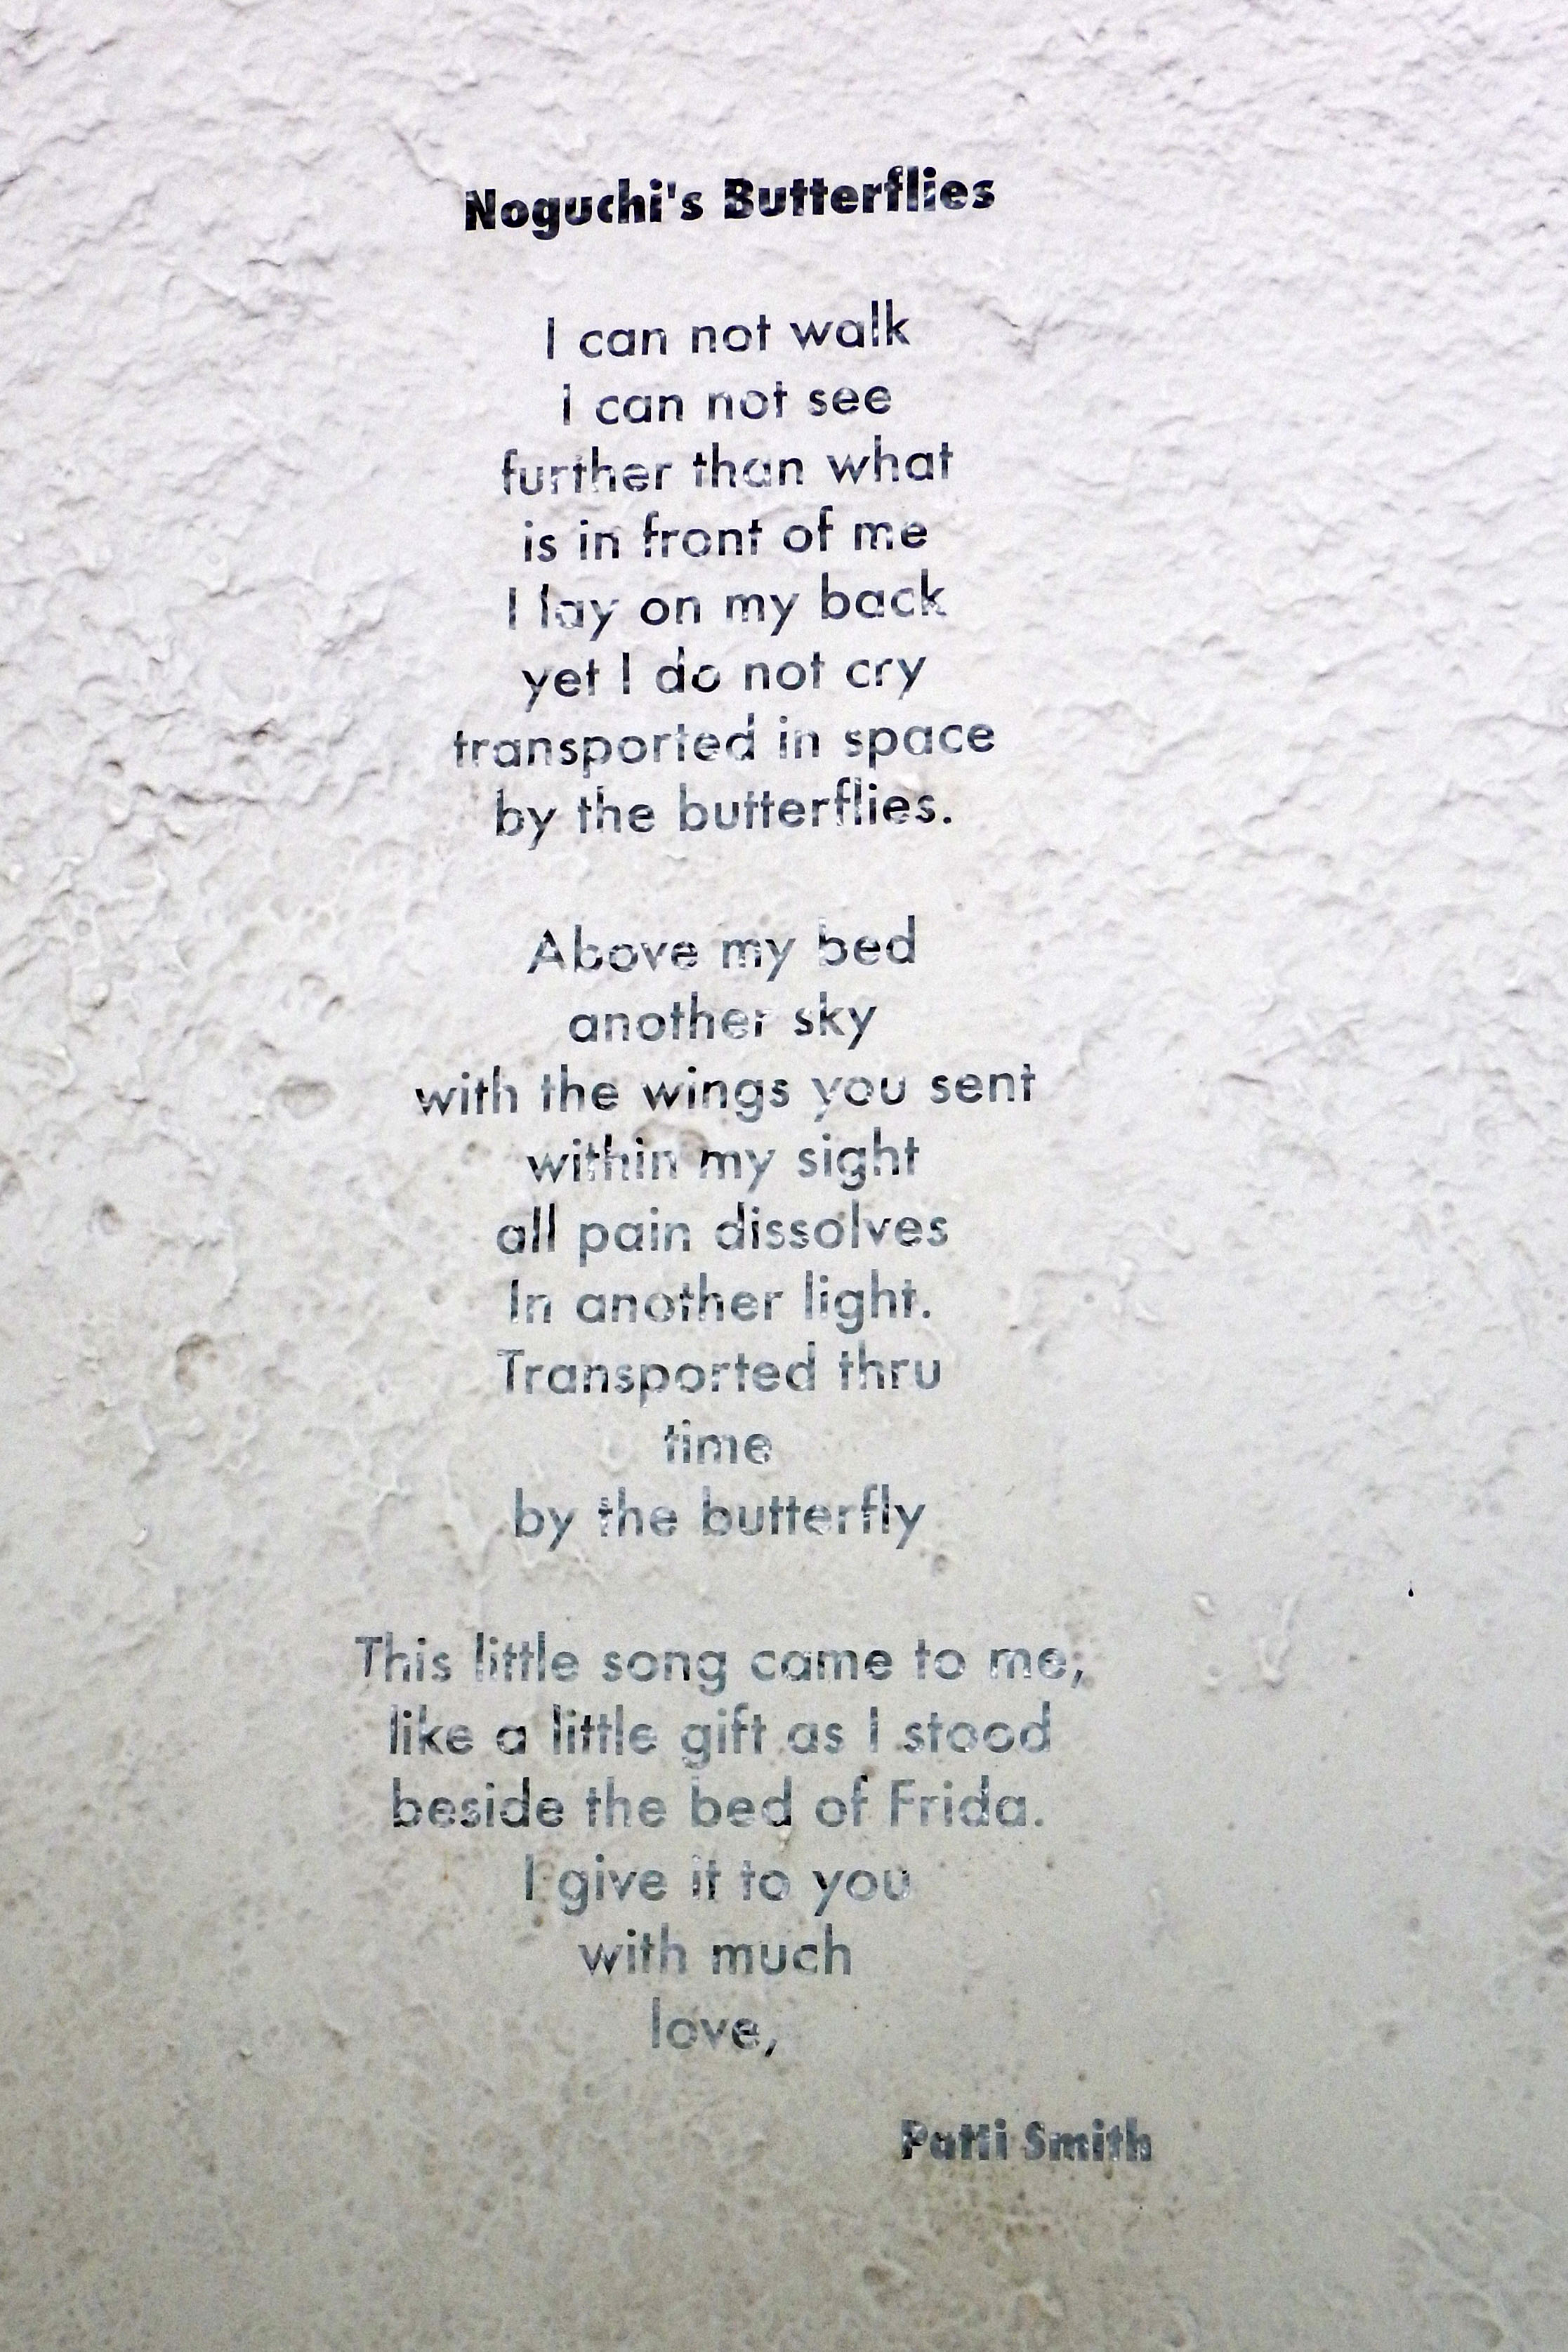 Noguchi's Butterflies
I can not walk
I can not see
further than what
is in front of me
I lay on my back
yet I do not cry
transported in space
by the butterflies.
Above my bed
another sky
with the wings you sent
within my sight
all pain dissolves
In another light.
Transported thru
time
by the butterfly
This little song came to me,
like a little gift as I stood
beside the bed of Frida.
I give it to you
with much
love,
Patti Smith